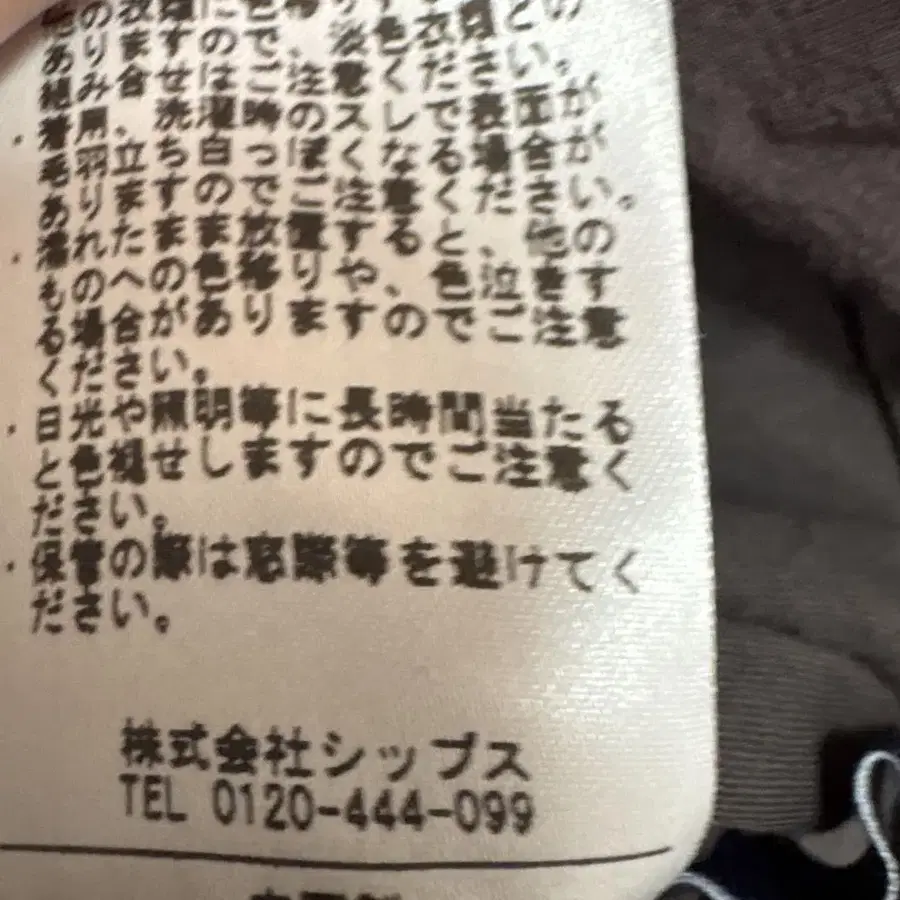 ありますので、淡色衣類との
組み合せはご注意ください。
・着用、洗濯時のスレで表面が
毛羽立ち白っぽくなる場合が
ありますのでご注意ください。
・濡れたまま放置すると、他の
ものへの色移りや、色泣きす
る場合がありますのでご注意
ください。
・日光や照明等に長時間当たる
と色褪せしますのでご注意く
ださい。
・保管の際は窓際等を避けてく
ださい。
株式会社シップス
TEL 0120-444-099